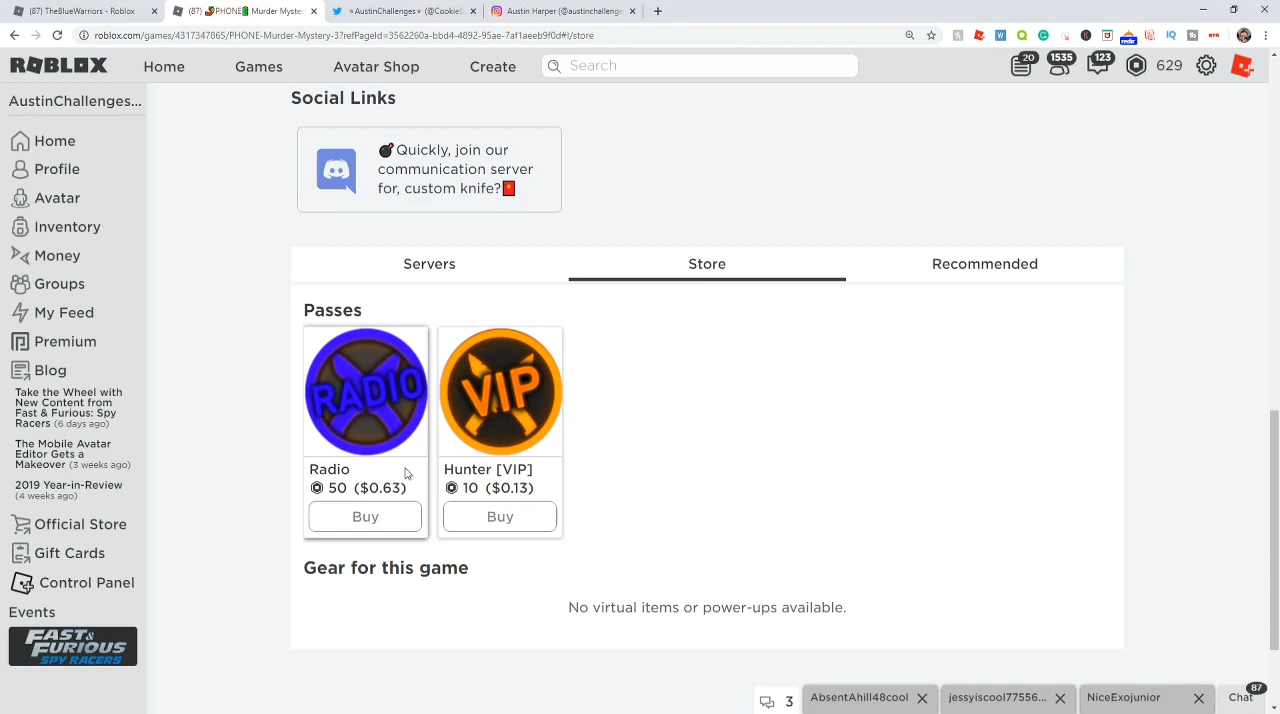 (87) TheBlueWarriors - Roblox
(87) 🌶PHONE📱 Murder Myster
⭐AustinChallenges⭐ (@CookieS
Austin Harper (@austinchallenge
roblox.com/games/4317347865/PHONE-Murder-Mystery-3?refPageId=3562260a-bbd4-4892-95ae-7af1aeeb9f0d#!/store
ROBLOX
Home
Games
Avatar Shop
Create
Search
20
1535
123
629
AustinChallenges...
Home
Profile
Avatar
Inventory
Money
Groups
My Feed
Premium
Blog
Take the Wheel with
New Content from
Fast & Furious: Spy
Racers (6 days ago)
The Mobile Avatar
Editor Gets a
Makeover (3 weeks ago)
2019 Year-in-Review
(4 weeks ago)
Official Store
Gift Cards
Control Panel
Events
FAST & FURIOUS
SPY RACERS
Social Links
💣Quickly, join our
communication server
for, custom knife?🧧
Servers
Store
Recommended
Passes
RADIO
VIP
Radio
50 ($0.63)
Buy
Hunter [VIP]
10 ($0.13)
Buy
Gear for this game
No virtual items or power-ups available.
3
AbsentAhill48cool
jessyiscool77556...
NiceExojunior
Chat
87